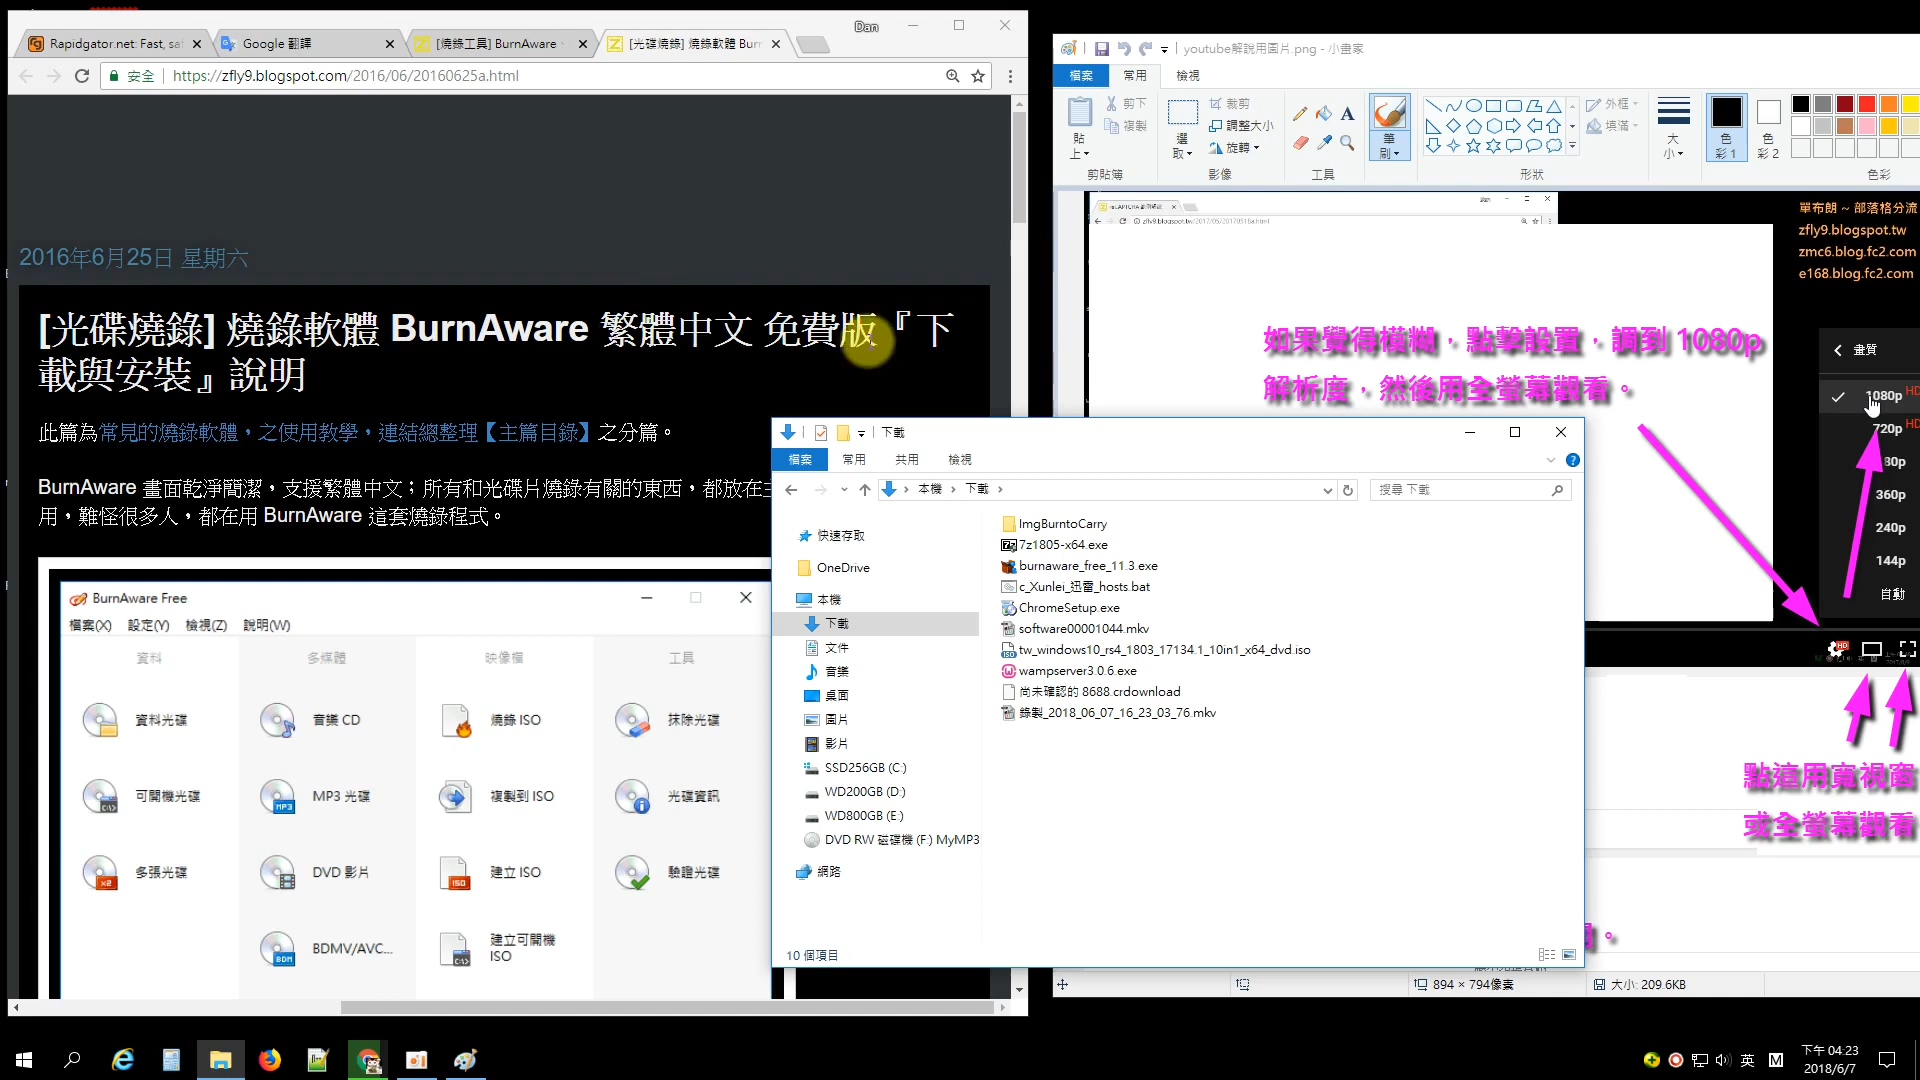 Dan
Rapidgator.net: Fast, sa
Google 翻譯
[燒錄工具] BurnAware
[光碟燒錄] 燒錄軟體 Bur
安全
https://zfly9.blogspot.com/2016/06/20160625a.html
2016年6月25日 星期六
[光碟燒錄] 燒錄軟體 BurnAware 繁體中文 免費版『下
載與安裝』說明
此篇為常見的燒錄軟體，之使用教學，連結總整理【主篇目錄】之分篇。
BurnAware 畫面乾淨簡潔，支援繁體中文；所有和光碟片燒錄有關的東西，都放在主
用，難怪很多人，都在用 BurnAware 這套燒錄程式。
BurnAware Free
檔案(X) 設定(Y) 檢視(Z) 說明(W)
資料 多媒體 映像檔 工具
資料光碟 音樂 CD 燒錄 ISO 抹除光碟
可開機光碟 MP3 光碟 複製到 ISO 光碟資訊
多張光碟 DVD 影片 建立 ISO 驗證光碟
BDMV/AVC... 建立可開機
ISO
youtube解說用圖片.png - 小畫家
檔案 常用 檢視
貼
上
剪下
複製
剪貼簿
選
取
裁剪
調整大小
旋轉
影像
工具
筆
刷
外框
填滿
形狀
大
小
色
彩 1
色
彩 2
色彩
zfly9.blogspot.tw/2017/05/20170518a.html
單布朗 ~ 部落格分流
zfly9.blogspot.tw
zmc6.blog.fc2.com
e168.blog.fc2.com
如果覺得模糊，點擊設置，調到 1080p
解析度，然後用全螢幕觀看。
畫質
1080p HD
720p HD
80p
360p
240p
144p
自動
HD
點這用寬視窗
或全螢幕觀看
894 × 794像素
大小: 209.6KB
下載
檔案 常用 共用 檢視
本機 下載
搜尋 下載
快速存取
OneDrive
本機
下載
文件
音樂
桌面
圖片
影片
SSD256GB (C:)
WD200GB (D:)
WD800GB (E:)
DVD RW 磁碟機 (F:) MyMP3
網路
ImgBurntoCarry
7z1805-x64.exe
burnaware_free_11.3.exe
c_Xunlei_迅雷_hosts.bat
ChromeSetup.exe
software00001044.mkv
tw_windows10_rs4_1803_17134.1_10in1_x64_dvd.iso
wampserver3.0.6.exe
尚未確認的 8688.crdownload
錄製_2018_06_07_16_23_03_76.mkv
10 個項目
英
M
下午 04:23
2018/6/7